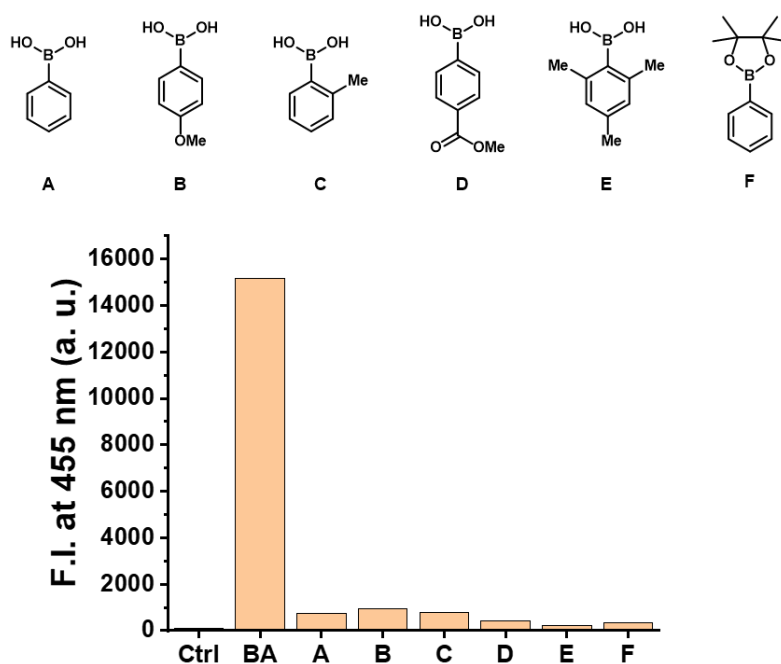 HO OH
B
HO OH
B
OMe
HO OH
B
Me
HO OH
B
O OMe
HO OH
B
Me Me
Me
O O
B
A B C D E F
F.I. at 455 nm (a. u.)
16000
14000
12000
10000
8000
6000
4000
2000
0
Ctrl BA A B C D E F